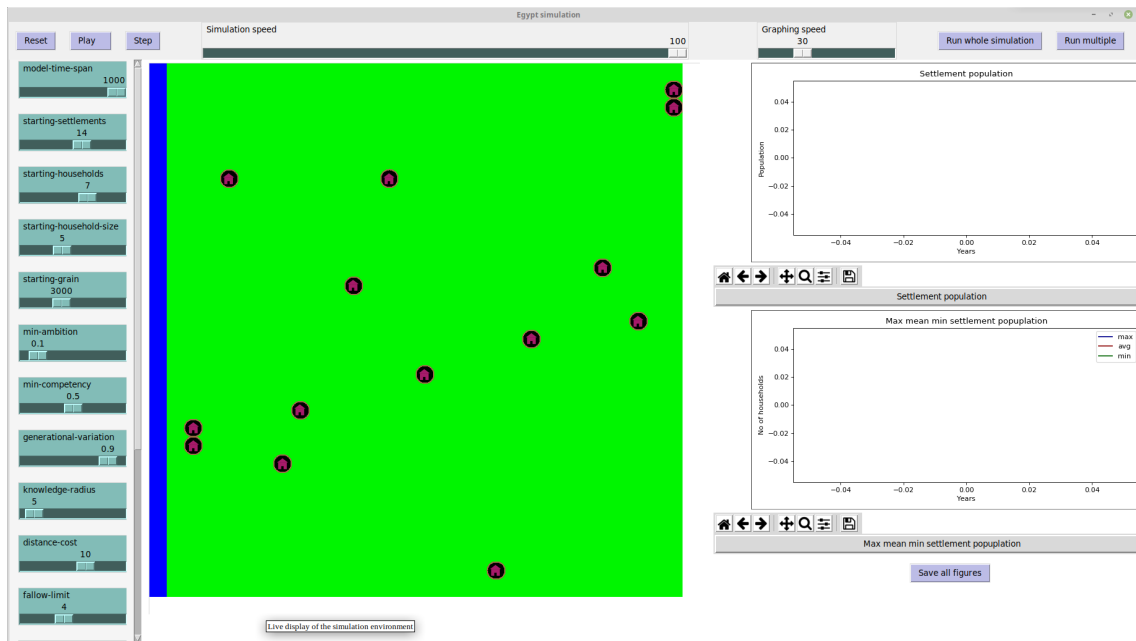 Egypt simulation
Reset
Play
Step
Simulation speed
100
Graphing speed
30
Run whole simulation
Run multiple
model-time-span
1000
starting-settlements
14
starting-households
7
starting-household-size
5
starting-grain
3000
min-ambition
0.1
min-competency
0.5
generational-variation
0.9
knowledge-radius
5
distance-cost
10
fallow-limit
4
Live display of the simulation environment
Settlement population
Population
0.04
0.02
0.00
−0.02
−0.04
−0.04
−0.02
0.00
0.02
0.04
Years
Settlement population
Max mean min settlement popuplation
max
avg
min
No of households
0.04
0.02
0.00
−0.02
−0.04
−0.04
−0.02
0.00
0.02
0.04
Years
Max mean min settlement popuplation
Save all figures